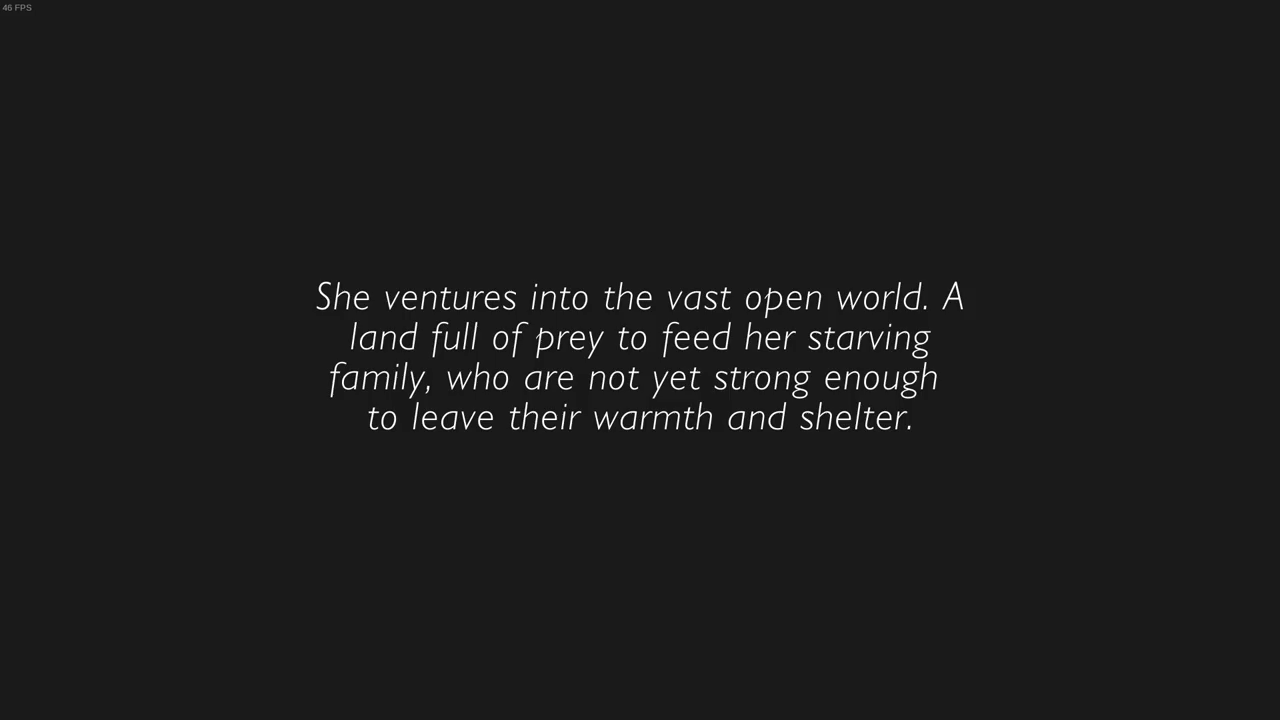 46 FPS
She ventures into the vast open world. A
land full of prey to feed her starving
family, who are not yet strong enough
to leave their warmth and shelter.